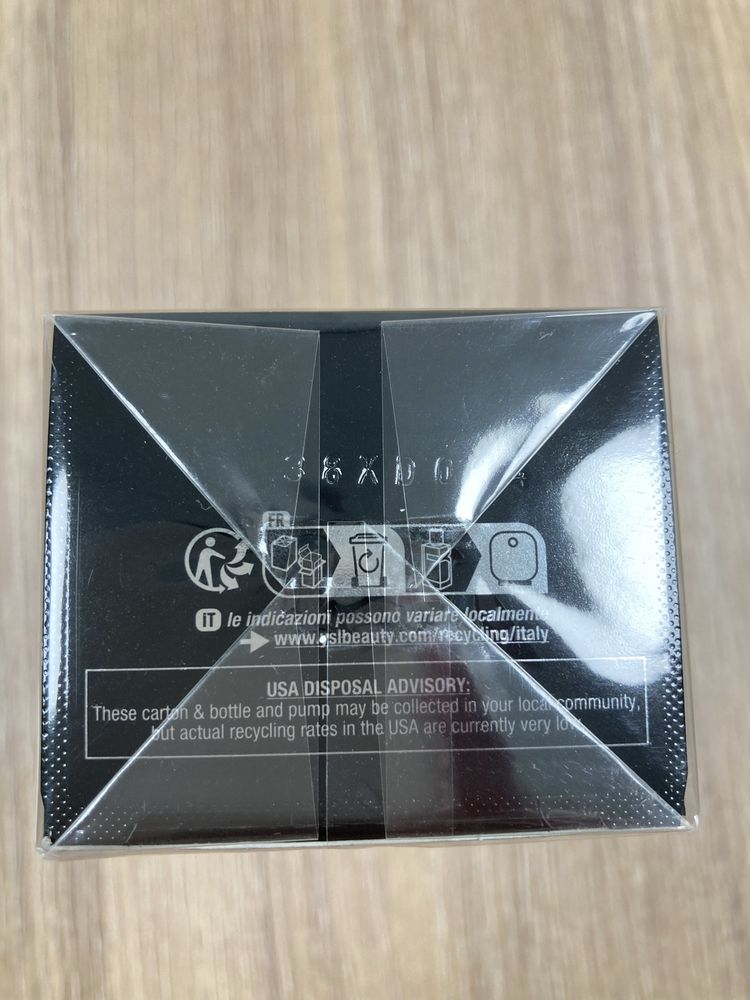 FR
IT le indicazioni possono variare localmente
www.yslbeauty.com/recycling/italy
USA DISPOSAL ADVISORY:
These carton & bottle and pump may be collected in your local community,
but actual recycling rates in the USA are currently very low.